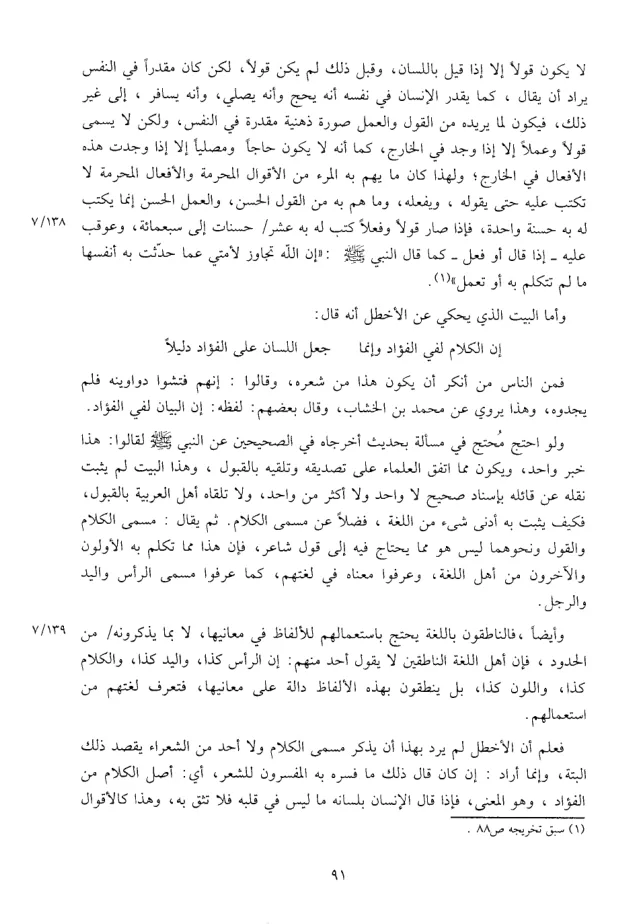 لا يكون قولاً إلا إذا قيل باللسان، وقبل ذلك لم يكن قولاً، لكن كان مقدراً في النفس
يراد أن يقال ، كما يقدر الإنسان في نفسه أنه يحج وأنه يصلي، وأنه يسافر ، إلى غير
ذلك، فيكون لما يريده من القول والعمل صورة ذهنية مقدرة في النفس، ولكن لا يسمى
قولاً وعملاً إلا إذا وجد في الخارج، كما أنه لا يكون حاجاً ومصلياً إلا إذا وجدت هذه
الأفعال في الخارج؛ ولهذا كان ما يهم به المرء من الأقوال المحرمة والأفعال المحرمة لا
تكتب عليه حتى يقوله ، ويفعله، وما هم به من القول الحسن، والعمل الحسن إنما يكتب
٧/١٣٨ له به حسنة واحدة، فإذا صار قولاً وفعلاً كتب له به عشر/ حسنات إلى سبعمائة، وعوقب
عليه ـ إذا قال أو فعل ـ كما قال النبي ﷺ :«إن اللّه تجاوز لأمتي عما حدّثت به أنفسها
ما لم تتكلم به أو تعمل»(١).
وأما البيت الذي يحكي عن الأخطل أنه قال:
إن الكلام لفي الفؤاد وإنما جعل اللسان على الفؤاد دليلاً
فمن الناس من أنكر أن يكون هذا من شعره، وقالوا : إنهم فتشوا دواوينه فلم
يجدوه، وهذا يروي عن محمد بن الخشاب، وقال بعضهم: لفظه: إن البيان لفي الفؤاد.
ولو احتج مُحتج في مسألة بحديث أخرجاه في الصحيحين عن النبي ﷺ لقالوا: هذا
خبر واحد، ويكون مما اتفق العلماء على تصديقه وتلقيه بالقبول ، وهذا البيت لم يثبت
نقله عن قائله بإسناد صحيح لا واحد ولا أكثر من واحد، ولا تلقاه أهل العربية بالقبول،
فكيف يثبت به أدنى شىء من اللغة ، فضلاً عن مسمى الكلام. ثم يقال : مسمى الكلام
والقول ونحوهما ليس هو مما يحتاج فيه إلى قول شاعر، فإن هذا مما تكلم به الأولون
والآخرون من أهل اللغة، وعرفوا معناه في لغتهم، كما عرفوا مسمى الرأس واليد
والرجل.
٧/١٣٩ وأيضاً ،فالناطقون باللغة يحتج باستعمالهم للألفاظ في معانيها، لا بما يذكرونه/ من
الحدود ، فإن أهل اللغة الناطقين لا يقول أحد منهم: إن الرأس كذا، واليد كذا، والكلام
كذا، واللون كذا، بل ينطقون بهذه الألفاظ دالة على معانيها، فتعرف لغتهم من
استعمالهم.
فعلم أن الأخطل لم يرد بهذا أن يذكر مسمى الكلام ولا أحد من الشعراء يقصد ذلك
البتة، وإنما أراد : إن كان قال ذلك ما فسره به المفسرون للشعر، أي: أصل الكلام من
الفؤاد ، وهو المعنى، فإذا قال الإنسان بلسانه ما ليس في قلبه فلا تثق به، وهذا كالأقوال
(١) سبق تخريجه ص٨٨ .
٩١